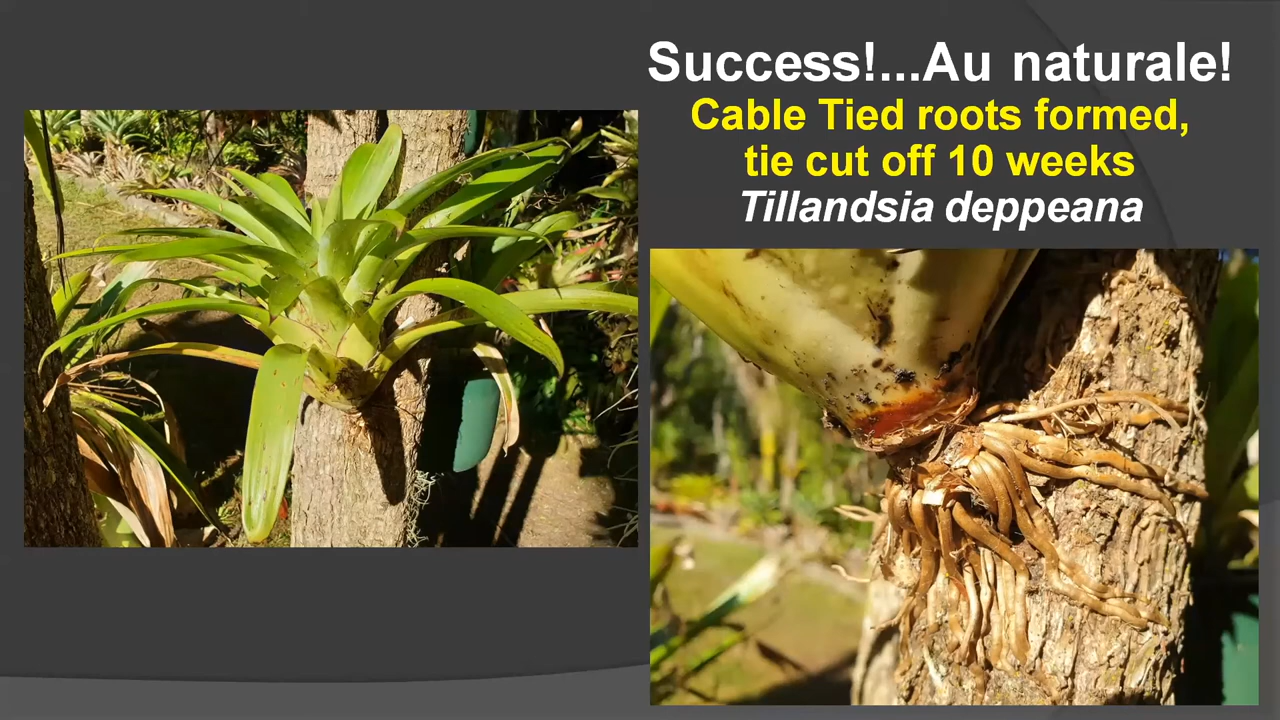 Success!...Au naturale!
Cable Tied roots formed,
tie cut off 10 weeks
Tillandsia deppeana